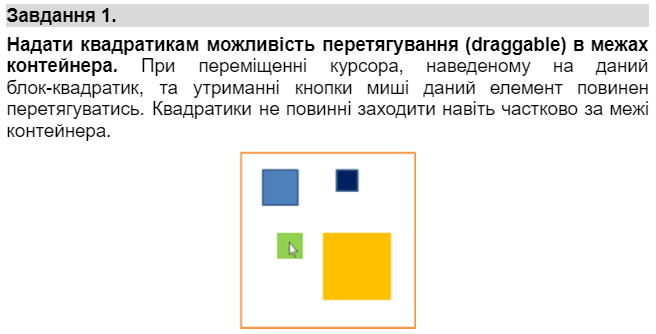 Завдання 1.
Надати квадратикам можливість перетягування (draggable) в межах
контейнера. При переміщенні курсора, наведеному на даний
блок-квадратик, та утриманні кнопки миші даний елемент повинен
перетягуватись. Квадратики не повинні заходити навіть частково за межі
контейнера.